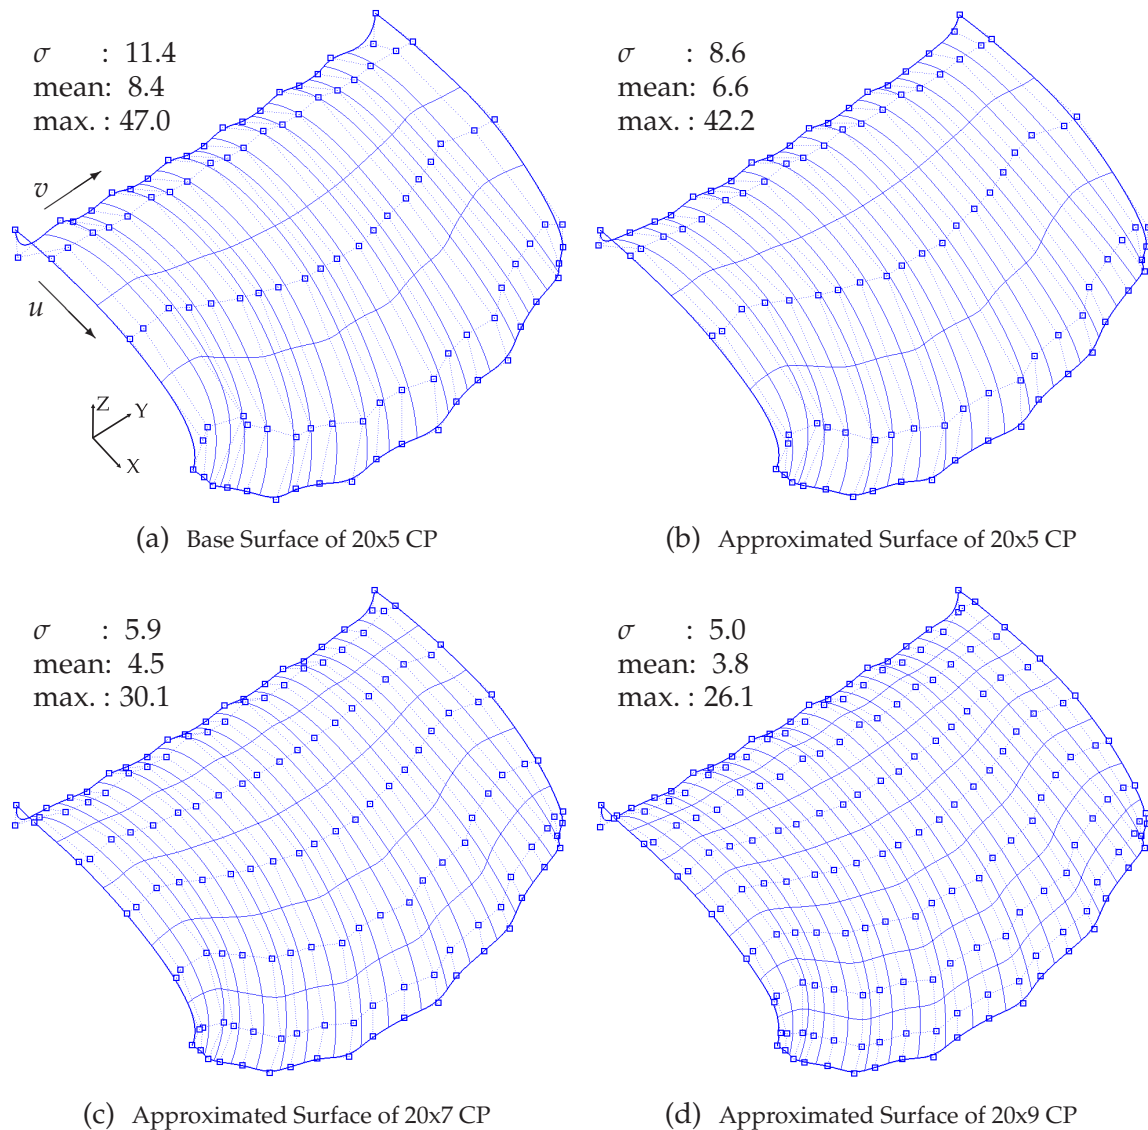 σ : 11.4
mean: 8.4
max. : 47.0
v
u
Z
Y
X
(a) Base Surface of 20x5 CP
σ : 8.6
mean: 6.6
max. : 42.2
(b) Approximated Surface of 20x5 CP
σ : 5.9
mean: 4.5
max. : 30.1
(c) Approximated Surface of 20x7 CP
σ : 5.0
mean: 3.8
max. : 26.1
(d) Approximated Surface of 20x9 CP